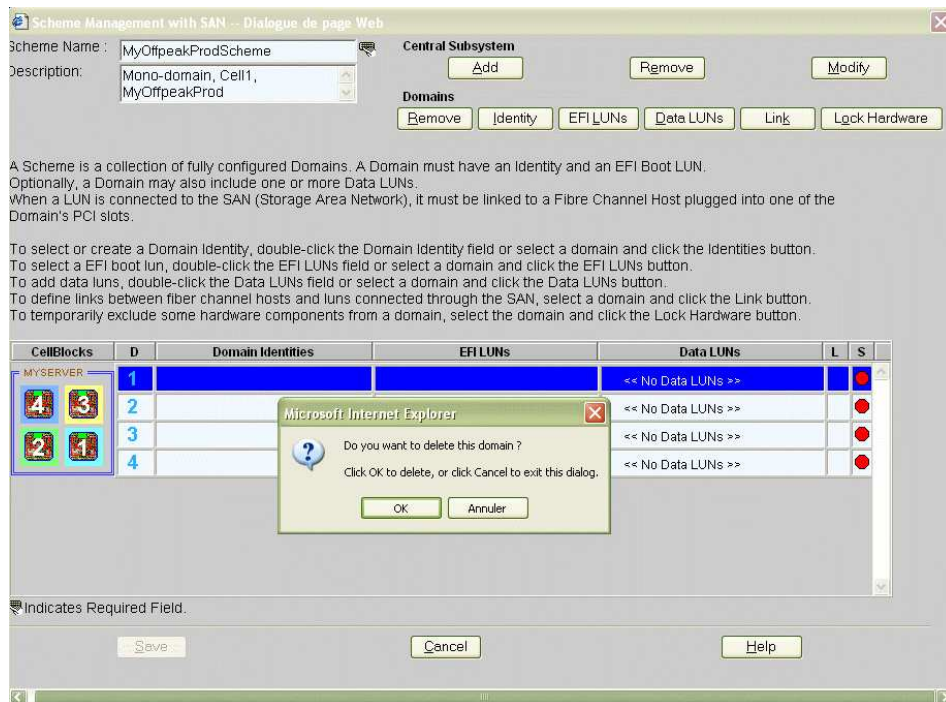 Scheme Management with SAN -- Dialogue de page Web
Scheme Name :
MyOffpeakProdScheme
Description:
Mono-domain, Cell1,
MyOffpeakProd
Central Subsystem
Add
Remove
Modify
Domains
Remove
Identity
EFI LUNs
Data LUNs
Link
Lock Hardware
A Scheme is a collection of fully configured Domains. A Domain must have an Identity and an EFI Boot LUN.
Optionally, a Domain may also include one or more Data LUNs.
When a LUN is connected to the SAN (Storage Area Network), it must be linked to a Fibre Channel Host plugged into one of the
Domain's PCI slots.
To select or create a Domain Identity, double-click the Domain Identity field or select a domain and click the Identities button.
To select a EFI boot lun, double-click the EFI LUNs field or select a domain and click the EFI LUNs button.
To add data luns, double-click the Data LUNs field or select a domain and click the Data LUNs button.
To define links between fiber channel hosts and luns connected through the SAN, select a domain and click the Link button.
To temporarily exclude some hardware components from a domain, select the domain and click the Lock Hardware button.
CellBlocks D Domain Identities EFI LUNs Data LUNs L S
MYSERVER
4 3
2 1
1 << No Data LUNs >>
2 << No Data LUNs >>
3 << No Data LUNs >>
4 << No Data LUNs >>
Microsoft Internet Explorer
Do you want to delete this domain ?
Click OK to delete, or click Cancel to exit this dialog.
OK
Annuler
Indicates Required Field.
Save
Cancel
Help